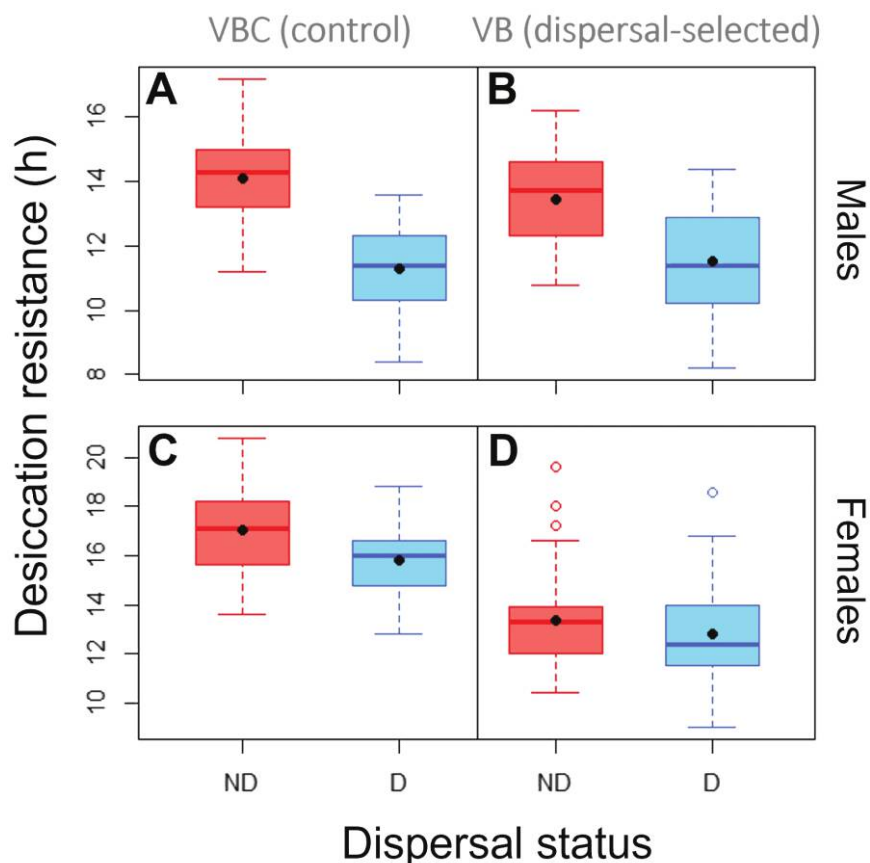 VBC (control) VB (dispersal-selected)
A B
16
14
12
10
8
Males
Desiccation resistance (h)
C D
20
18
16
14
12
10
Females
ND D ND D
Dispersal status